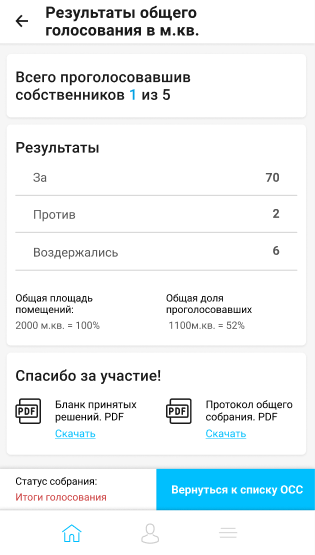 Результаты общего
голосования в м.кв.
Всего проголосовавшив
собственников 1 из 5
Результаты
За 70
Против 2
Воздержались 6
Общая площадь
помещений:
2000 м.кв. = 100%
Общая доля
проголосовавших
1100м.кв. = 52%
Спасибо за участие!
PDF
Бланк принятых
решений. PDF
Скачать
PDF
Протокол общего
собрания. PDF
Скачать
Статус собрания:
Итоги голосования
Вернуться к списку ОСС